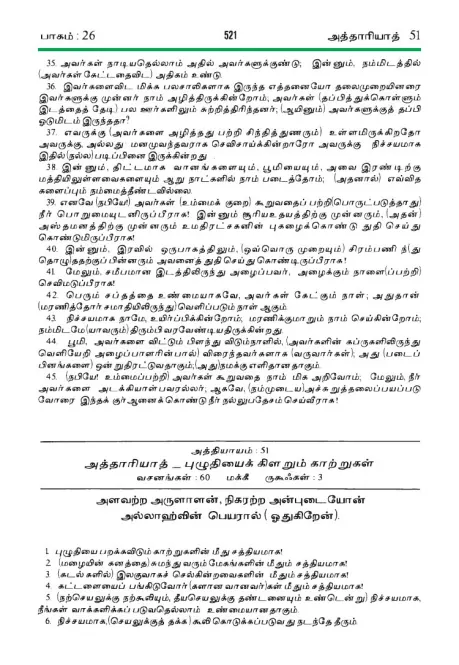 பாகம் : 26 521 அத்தாரியாத் 51
35. அவர்கள் நாடியதெல்லாம் அதில் அவர்களுக்குண்டு; இன்னும், நம்மிடத்தில்
(அவர்கள் கேட்டதைவிட) அதிகம் உண்டு.
36. இவர்களைவிட மிக்க பலசாலிகளாக இருந்த எத்தனையோ தலைமுறையினரை
இவர்களுக்கு முன்னர் நாம் அழித்திருக்கின்றோம்; அவர்கள் (தப்பித்துக்கொள்ளும்
இடத்தைத் தேடி) பல ஊர்களிலும் சுற்றித்திரிந்தனர்; (ஆயினும்) அவர்களுக்குத் தப்பி
ஓடுமிடம் இருந்ததா?
37. எவருக்கு (அவர்களை அழித்தது பற்றி சிந்தித்துணரும்) உள்ளமிருக்கிறதோ
அவருக்கு, அல்லது மனமுவந்தவராக செவிசாய்க்கின்றாரோ அவருக்கு நிச்சயமாக
இதில் (நல்ல) படிப்பினை இருக்கின்றது.
38. இன்னும், திட்டமாக வானங்களையும், பூமியையும், அவை இரண்டிற்கு
மத்தியிலுள்ளவைகளையும் ஆறு நாட்களில் நாம் படைத்தோம்; (அதனால்) எவ்வித
களைப்பும் நம்மைத்தீண்டவில்லை.
39. எனவே (நபியே!) அவர்கள் (உம்மைக் குறை) கூறுவதைப் பற்றி(பொருட்படுத்தாது)
நீர் பொறுமையுடனிருப்பீராக! இன்னும் சூரியஉதயத்திற்கு முன்னரும், (அதன்)
அஸ்தமனத்திற்கு முன்னரும் உமதிரட்சகனின் புகழைக்கொண்டு துதி செய்து
கொண்டுமிருப்பீராக!
40. இன்னும், இரவில் ஒருபாகத்திலும், (ஒவ்வொரு முறையும்) சிரம்பணி ந்(து
தொழு)ததற்குப்பின்னரும் அவனைத் துதி செய்து கொண்டிருப்பீராக!
41. மேலும், சமீபமான இடத்திலிருந்து அழைப்பவர், அழைக்கும் நாளை(ப்பற்றி)
செவிமடுப்பீராக!
42. பெரும் சப்தத்தை உண்மையாகவே, அவர்கள் கேட்கும் நாள்; அதுதான்
(மரணித்தோர் சமாதியிலிருந்து) வெளிப்படும் நாள் ஆகும்.
43. நிச்சயமாக நாமே, உயிர்ப்பிக்கின்றோம்; மரணிக்குமாறும் நாம் செய்கின்றோம்;
நம்மிடமே (யாவரும்) திரும்பி வரவேண்டியதிருக்கின்றது.
44. பூமி, அவர்களை விட்டும் பிளந்து விடும்நாளில், (அவர்களின் கப்ருகளிலிருந்து
வெளியேறி அழைப்பாளரின்பால்) விரைந்தவர்களாக (வருவார்கள்); அது (படைப்
பினங்களை) ஒன்றுதிரட்டுவதாகும்; (அது)நமக்கு எளிதானதாகும்.
45. (நபியே! உம்மைப்பற்றி) அவர்கள் கூறுவதை நாம் மிக அறிவோம்; மேலும், நீர்
அவர்களை அடக்கியாள்பவரல்லர்; ஆகவே, (நம்முடைய)அச்சுறுத்தலைப்பயப்படு
வோரை இந்தக் குர்ஆனைக்கொண்டு நீர் நல்லுபதேசம் செய்வீராக!
அத்தியாயம் : 51
அத்தாரியாத் _ புழுதியைக் கிளறும் காற்றுகள்
வசனங்கள் : 60 மக்கீ ருகூஃகள் : 3
அளவற்ற அருளாளன், நிகரற்ற அன்புடையோன்
அல்லாஹ்வின் பெயரால் ( ஓதுகிறேன்).
1. புழுதியை பறக்கவிடும் காற்றுகளின் மீது சத்தியமாக!
2. (மழையின் கனத்தை)சுமந்து வரும்மேகங்களின் மீதும் சத்தியமாக!
3. (கடல்களில்) இலகுவாகச் செல்கின்றவைகளின் மீதும் சத்தியமாக!
4. கட்டளையைப் பங்கிடுவோர் (களான வானவர்)கள் மீதும் சத்தியமாக!
5. (நற்செயலுக்கு நற்கூலியும், தீயசெயலுக்கு தண்டனையும் உண்டென்று) நிச்சயமாக,
நீங்கள் வாக்களிக்கப் படுவதெல்லாம் உண்மையானதாகும்.
6. நிச்சயமாக,(செயலுக்குத் தக்க) கூலி கொடுக்கப்படுவது நடந்தே தீரும்.